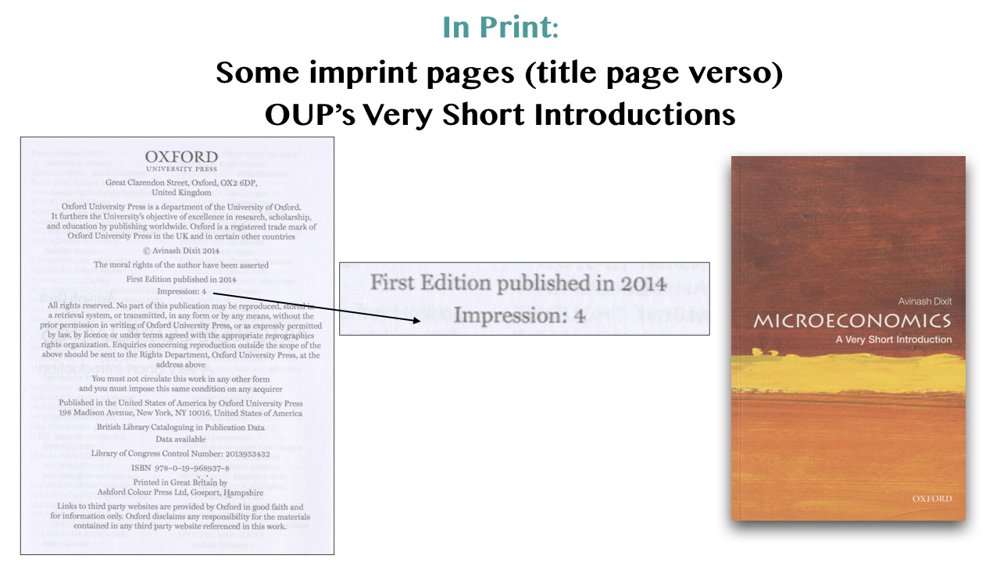 In Print:
Some imprint pages (title page verso)
OUP’s Very Short Introductions
OXFORD
UNIVERSITY PRESS
Great Clarendon Street, Oxford, OX2 6DP,
United Kingdom
Oxford University Press is a department of the University of Oxford.
It furthers the University's objective of excellence in research, scholarship,
and education by publishing worldwide. Oxford is a registered trade mark of
Oxford University Press in the UK and in certain other countries
© Avinash Dixit 2014
The moral rights of the author have been asserted
First Edition published in 2014
Impression: 4
All rights reserved. No part of this publication may be reproduced, stored in
a retrieval system, or transmitted, in any form or by any means, without the
prior permission in writing of Oxford University Press, or as expressly permitted
by law, by licence or under terms agreed with the appropriate reprographics
rights organization. Enquiries concerning reproduction outside the scope of the
above should be sent to the Rights Department, Oxford University Press, at the
address above
You must not circulate this work in any other form
and you must impose this same condition on any acquirer
Published in the United States of America by Oxford University Press
198 Madison Avenue, New York, NY 10016, United States of America
British Library Cataloguing in Publication Data
Data available
Library of Congress Control Number: 2013953432
ISBN 978–0–19–968937–8
Printed in Great Britain by
Ashford Colour Press Ltd, Gosport, Hampshire
Links to third party websites are provided by Oxford in good faith and
for information only. Oxford disclaims any responsibility for the materials
contained in any third party website referenced in this work.
First Edition published in 2014
Impression: 4
Avinash Dixit
MICROECONOMICS
A Very Short Introduction
OXFORD